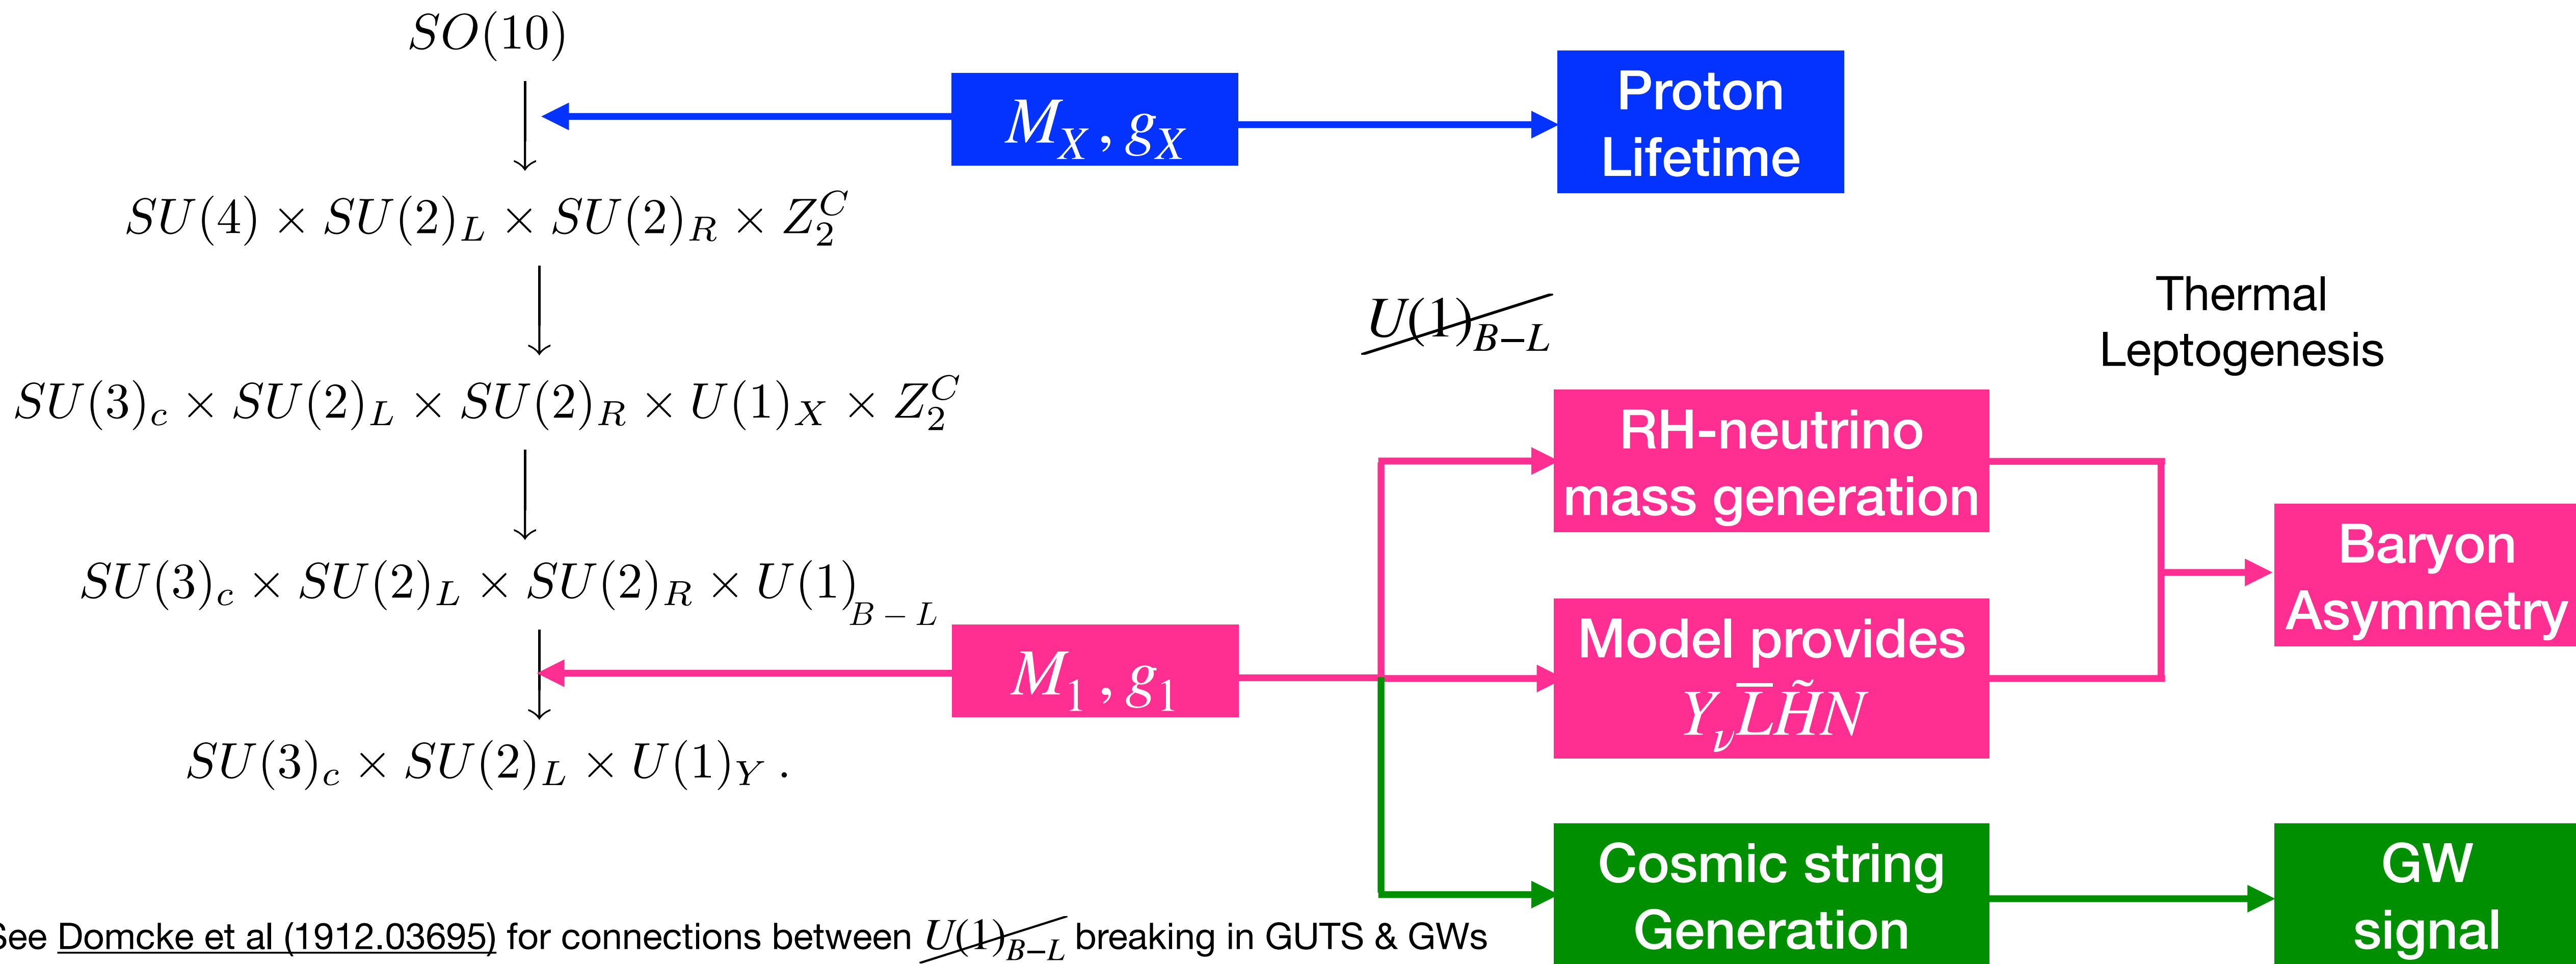 SO(10)
M_X, g_X
Proton
Lifetime
SU(4) × SU(2)_L × SU(2)_R × Z_2^C
SU(3)_c × SU(2)_L × SU(2)_R × U(1)_X × Z_2^C
SU(3)_c × SU(2)_L × SU(2)_R × U(1)_{B-L}
M_1, g_1
SU(3)_c × SU(2)_L × U(1)_Y .
U(1)_{B-L}
Thermal
Leptogenesis
RH-neutrino
mass generation
Model provides
Y_ν L̅H̃N
Baryon
Asymmetry
Cosmic string
Generation
GW
signal
See Domcke et al (1912.03695) for connections between U(1)_{B-L} breaking in GUTS & GWs